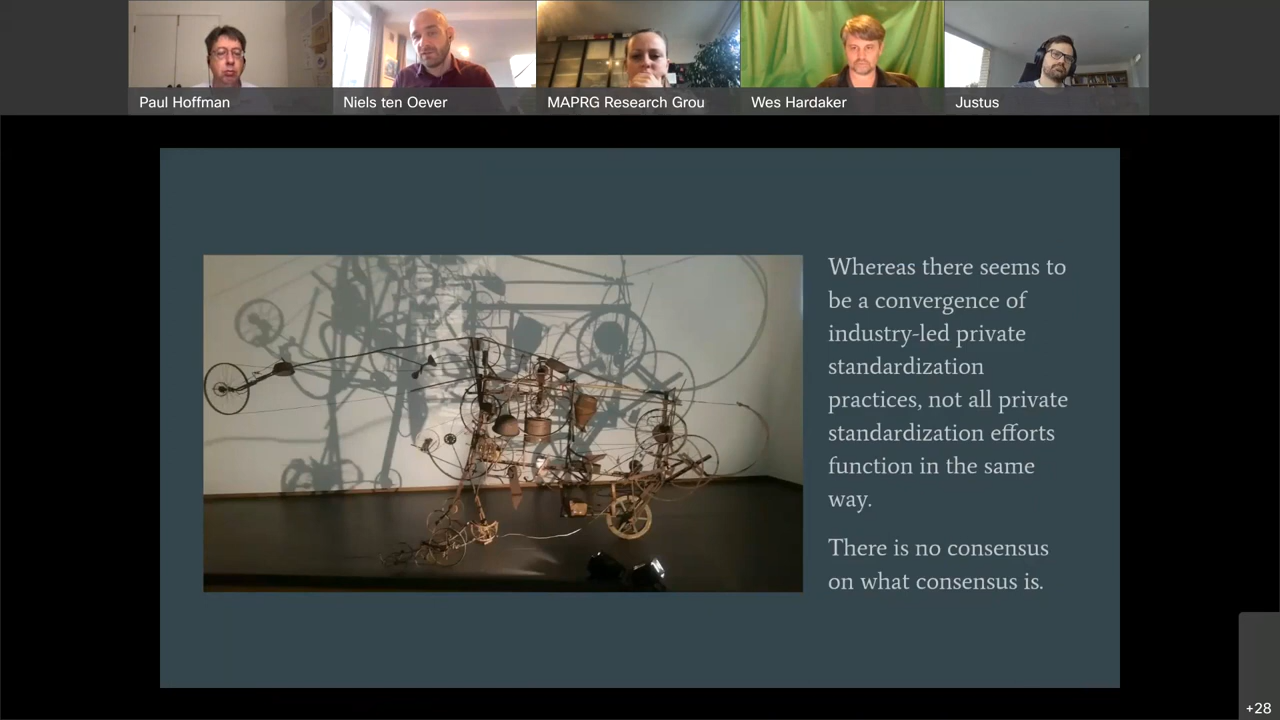 Paul Hoffman
Niels ten Oever
MAPRG Research Grou
Wes Hardaker
Justus
Whereas there seems to
be a convergence of
industry-led private
standardization
practices, not all private
standardization efforts
function in the same
way.
There is no consensus
on what consensus is.
+28